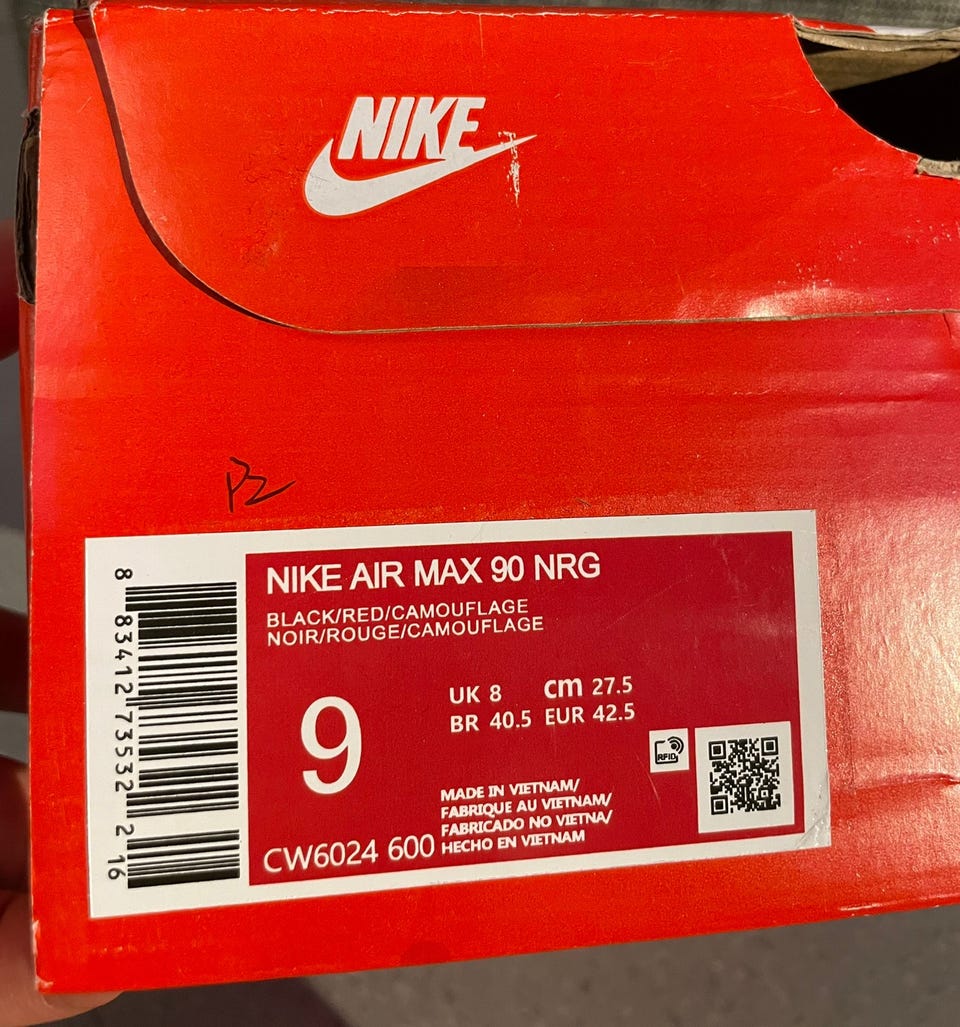 NIKE
P2
NIKE AIR MAX 90 NRG
BLACK/RED/CAMOUFLAGE
NOIR/ROUGE/CAMOUFLAGE
9
UK 8 cm 27.5
BR 40.5 EUR 42.5
RFID
MADE IN VIETNAM/
FABRIQUE AU VIETNAM/
FABRICADO NO VIETNA/
HECHO EN VIETNAM
CW6024 600
8 83412 73532 2 16